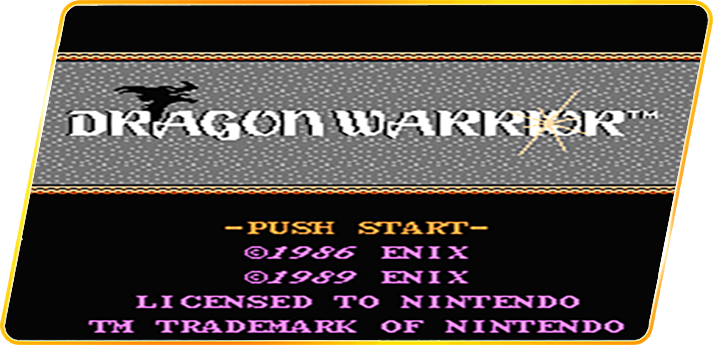 DRAGON WARRIOR™
-PUSH START-
©1986 ENIX
©1989 ENIX
LICENSED TO NINTENDO
TM TRADEMARK OF NINTENDO